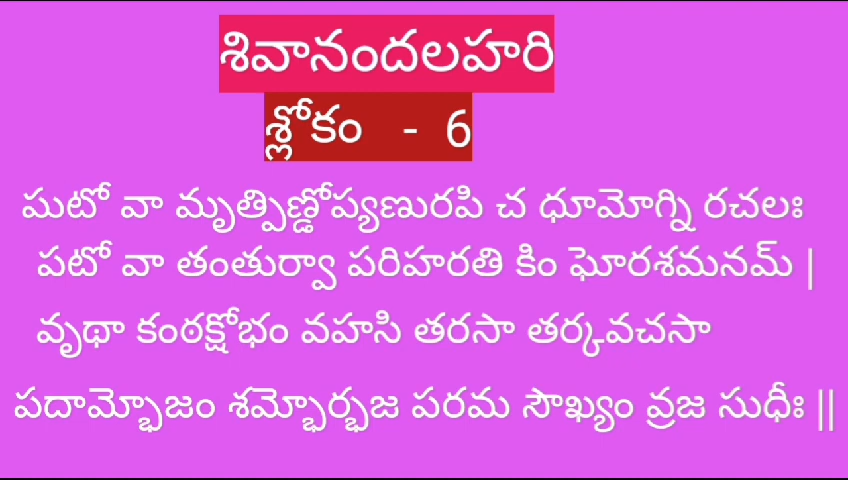 శివానందలహరి
శ్లోకం - 6
ఘటో వా మృత్పిణ్డోప్యణురపి చ ధూమోగ్ని రచలః
పటో వా తంతుర్వా పరిహరతి కిం ఘోరశమనమ్ |
వృథా కంఠక్షోభం వహసి తరసా తర్కవచసా
పదామ్భోజం శమ్భోర్భజ పరమ సౌఖ్యం వ్రజ సుధీః ||